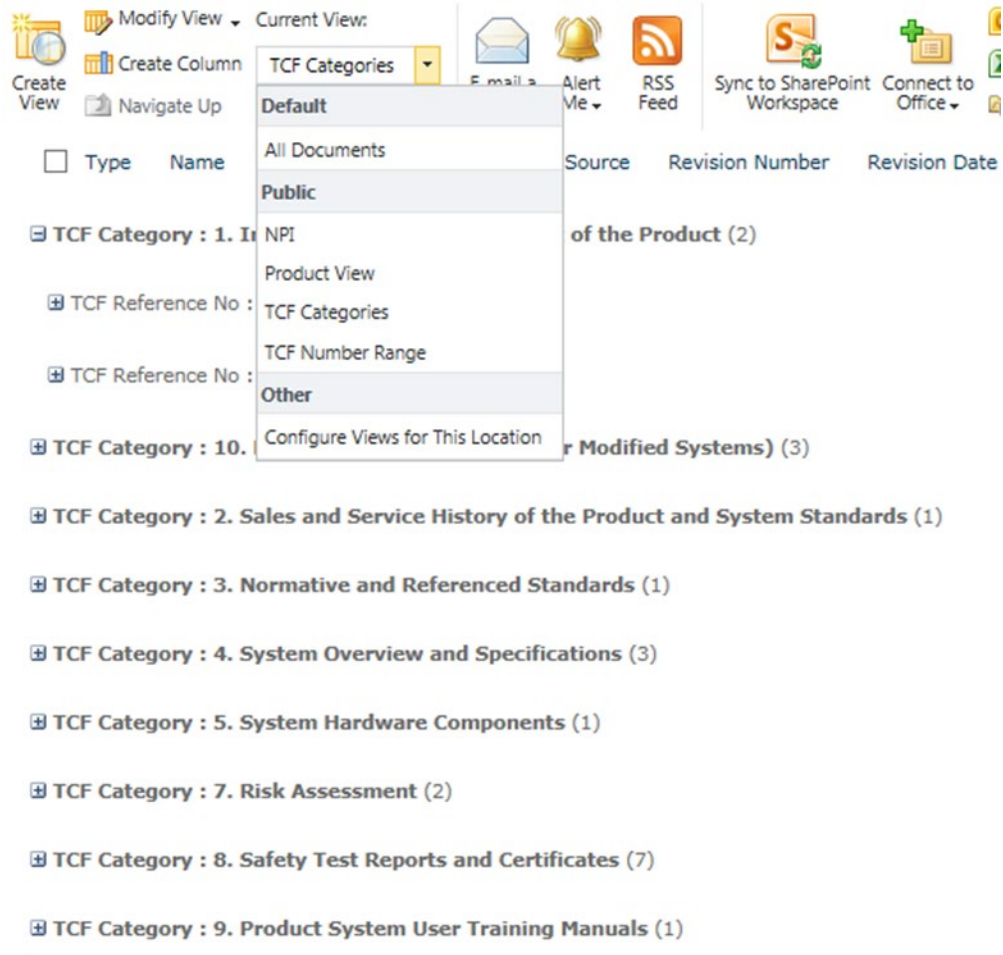 Modify View
Current View:
Create Column
TCF Categories
Create
View
Navigate Up
E-mail a
Alert
Me
RSS
Feed
Sync to SharePoint
Workspace
Connect to
Office
Default
All Documents
Public
NPI
Product View
TCF Categories
TCF Number Range
Other
Configure Views for This Location
Type Name Source Revision Number Revision Date
TCF Category : 1. of the Product (2)
TCF Reference No :
TCF Reference No :
TCF Category : 10. Modified Systems) (3)
TCF Category : 2. Sales and Service History of the Product and System Standards (1)
TCF Category : 3. Normative and Referenced Standards (1)
TCF Category : 4. System Overview and Specifications (3)
TCF Category : 5. System Hardware Components (1)
TCF Category : 7. Risk Assessment (2)
TCF Category : 8. Safety Test Reports and Certificates (7)
TCF Category : 9. Product System User Training Manuals (1)